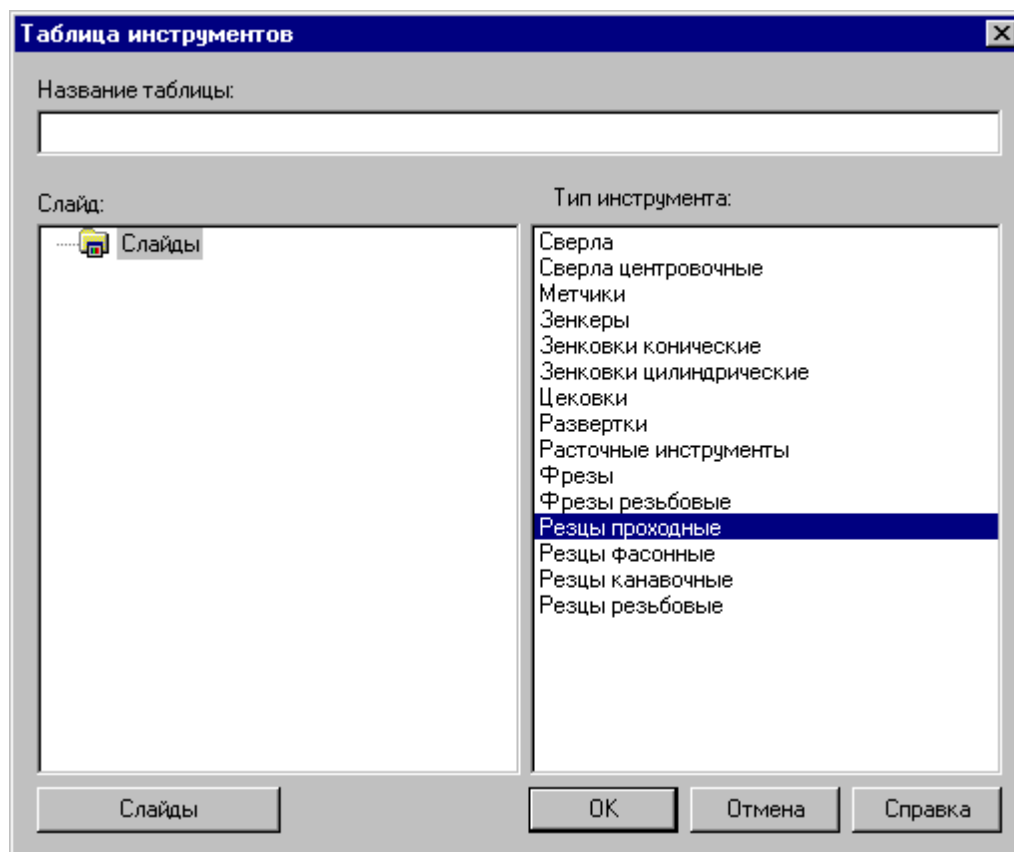 Таблица инструментов
Название таблицы:
Слайд:
Тип инструмента:
Слайды
Сверла
Сверла центровочные
Метчики
Зенкеры
Зенковки конические
Зенковки цилиндрические
Цековки
Развертки
Расточные инструменты
Фрезы
Фрезы резьбовые
Резцы проходные
Резцы фасонные
Резцы канавочные
Резцы резьбовые
Слайды
OK
Отмена
Справка